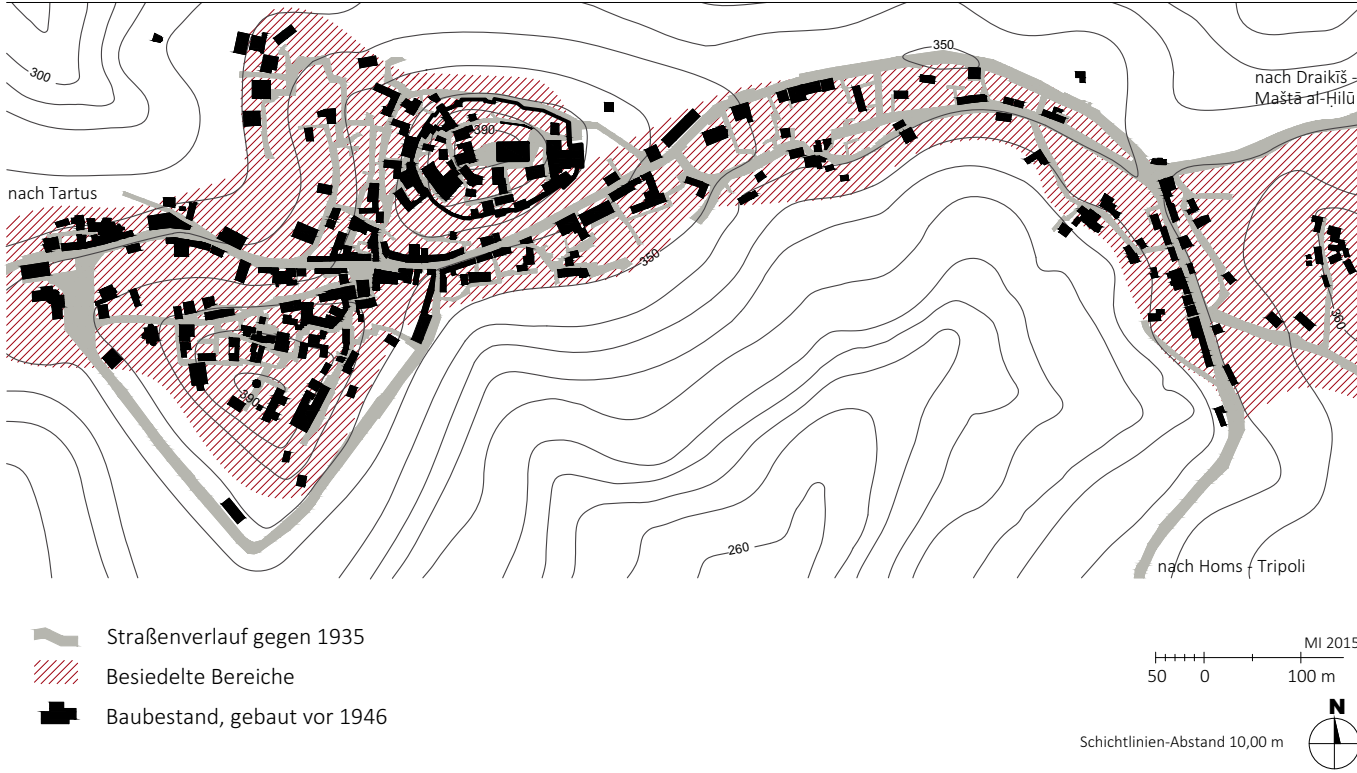 350
300
nach Draikīš -
Maštā al-Ḥilū
390
nach Tartus
350
360
390
260
nach Homs - Tripoli
Straßenverlauf gegen 1935
MI 2015
Besiedelte Bereiche
50 0 100 m
Baubestand, gebaut vor 1946
N
Schichtlinien-Abstand 10,00 m